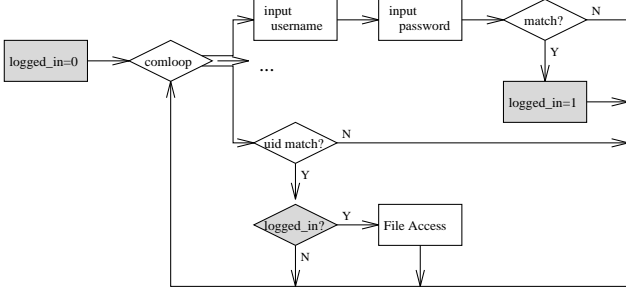 input
username
input
password
match?
N
Y
logged_in=0
comloop
...
logged_in=1
uid match?
N
Y
logged_in?
Y
File Access
N